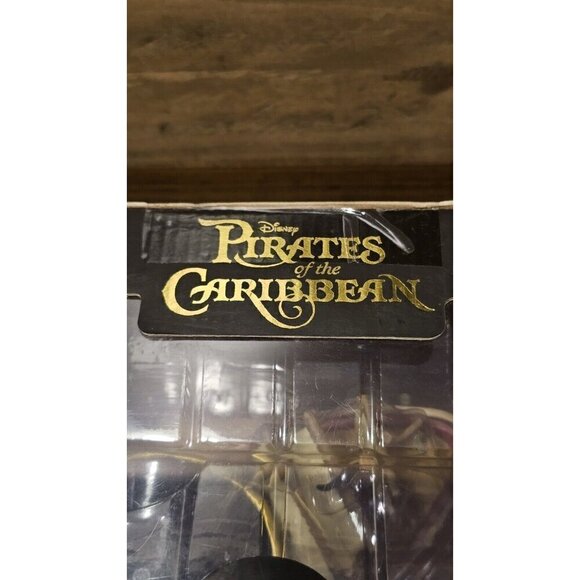 Disney
PIRATES
of the
CARIBBEAN